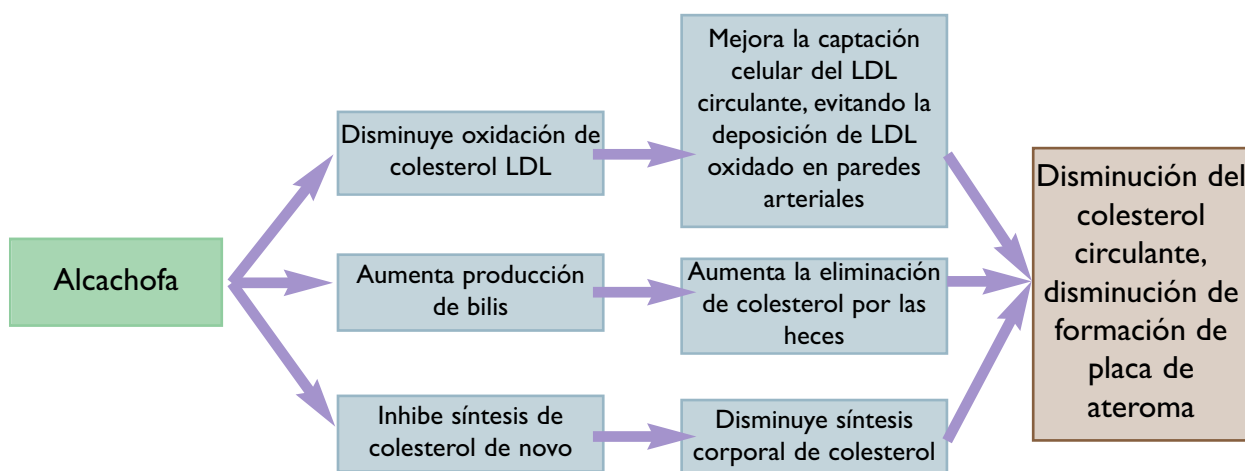 Alcachofa
Disminuye oxidación de
colesterol LDL
Mejora la captación
celular del LDL
circulante, evitando la
deposición de LDL
oxidado en paredes
arteriales
Aumenta producción
de bilis
Aumenta la eliminación
de colesterol por las
heces
Inhibe síntesis de
colesterol de novo
Disminuye síntesis
corporal de colesterol
Disminución del
colesterol
circulante,
disminución de
formación de
placa de
ateroma